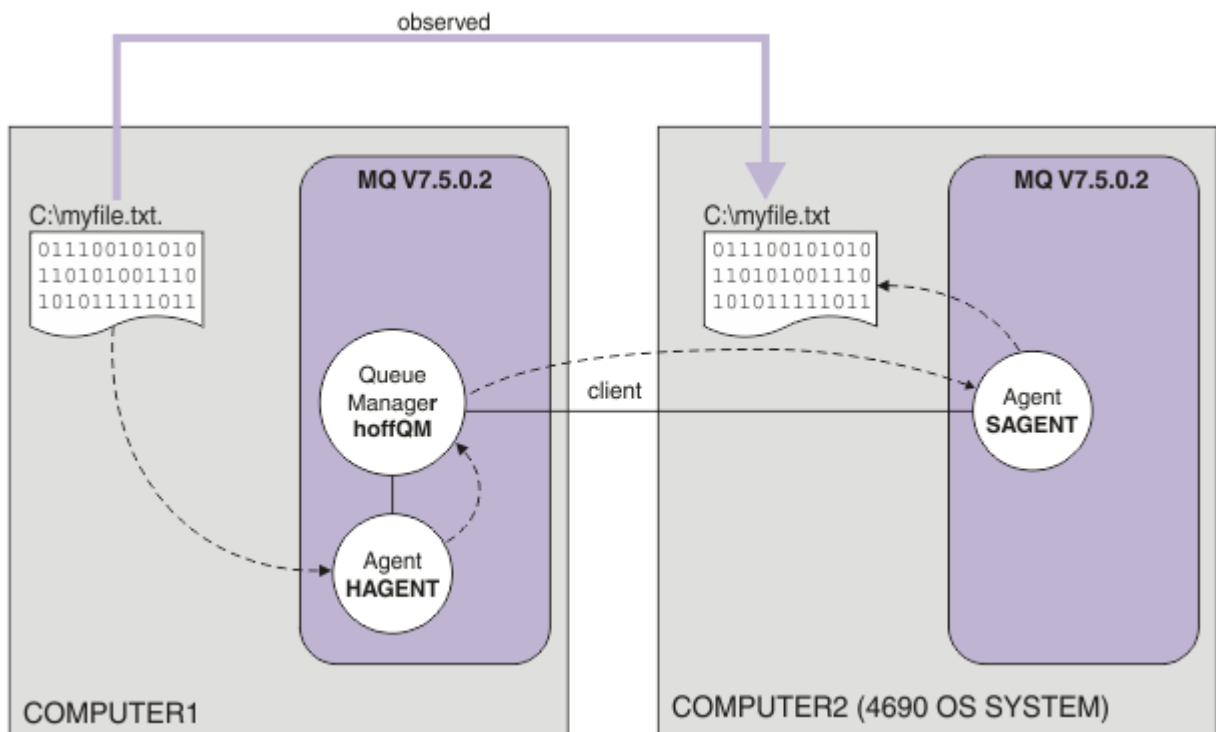 observed
MQ V7.5.0.2
C:\myfile.txt.
011100101010
110101001110
101011111011
Queue
Manager
hoffQM
Agent
HAGENT
COMPUTER1
client
MQ V7.5.0.2
C:\myfile.txt
011100101010
110101001110
101011111011
Agent
SAGENT
COMPUTER2 (4690 OS SYSTEM)